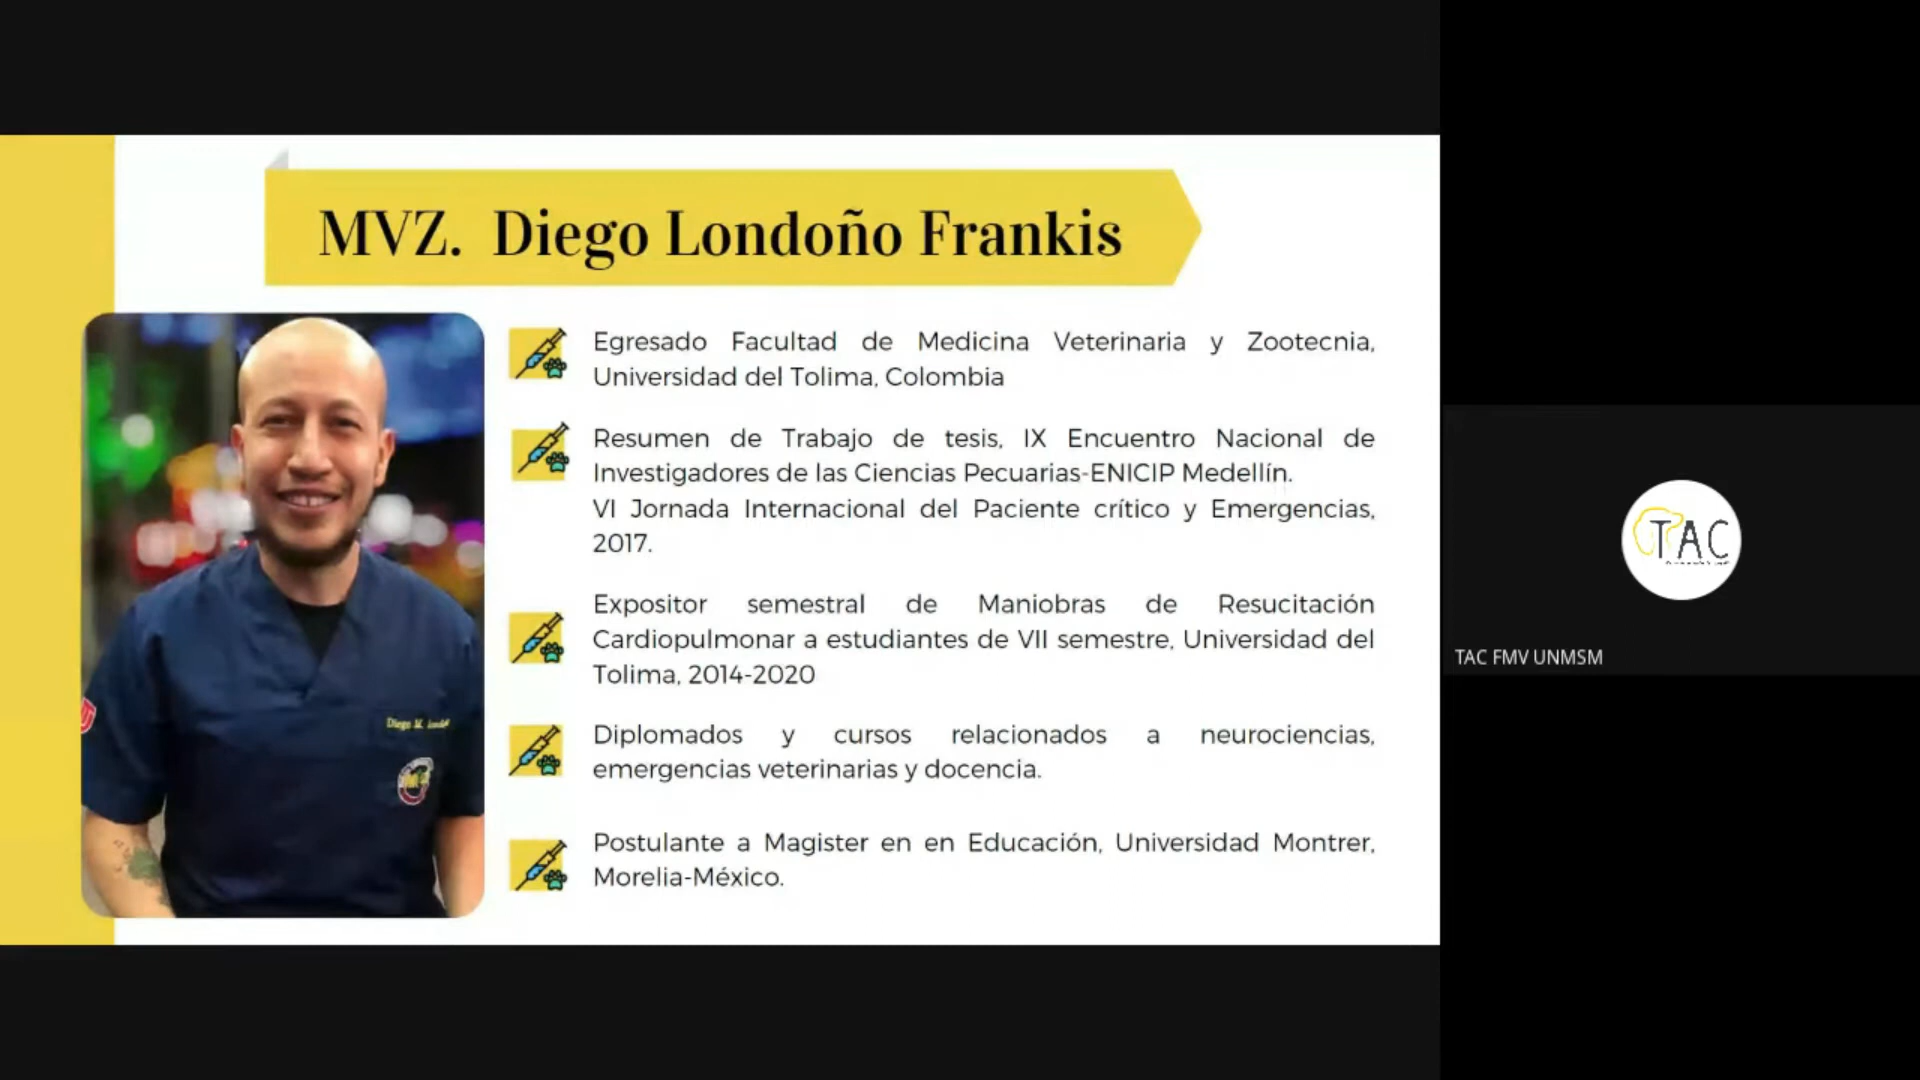 MVZ. Diego Londoño Frankis
Egresado Facultad de Medicina Veterinaria y Zootecnia,
Universidad del Tolima, Colombia
Resumen de Trabajo de tesis, IX Encuentro Nacional de
Investigadores de las Ciencias Pecuarias-ENICIP Medellín.
VI Jornada Internacional del Paciente crítico y Emergencias,
2017.
Expositor semestral de Maniobras de Resucitación
Cardiopulmonar a estudiantes de VII semestre, Universidad del
Tolima, 2014-2020
Diplomados y cursos relacionados a neurociencias,
emergencias veterinarias y docencia.
Postulante a Magister en en Educación, Universidad Montrer,
Morelia-México.
Diego M.
TAC
TAC FMV UNMSM